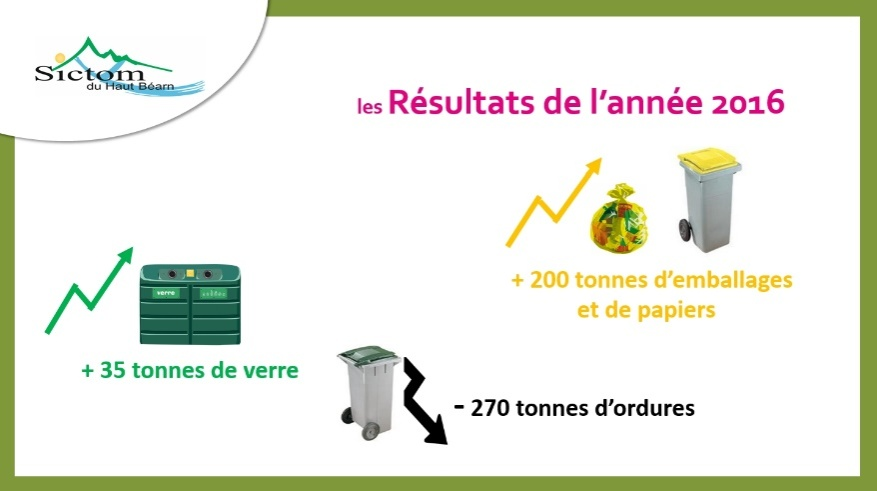 Sictom
du Haut Béarn
les Résultats de l’année 2016
+ 200 tonnes d’emballages
et de papiers
verre
+ 35 tonnes de verre
- 270 tonnes d’ordures